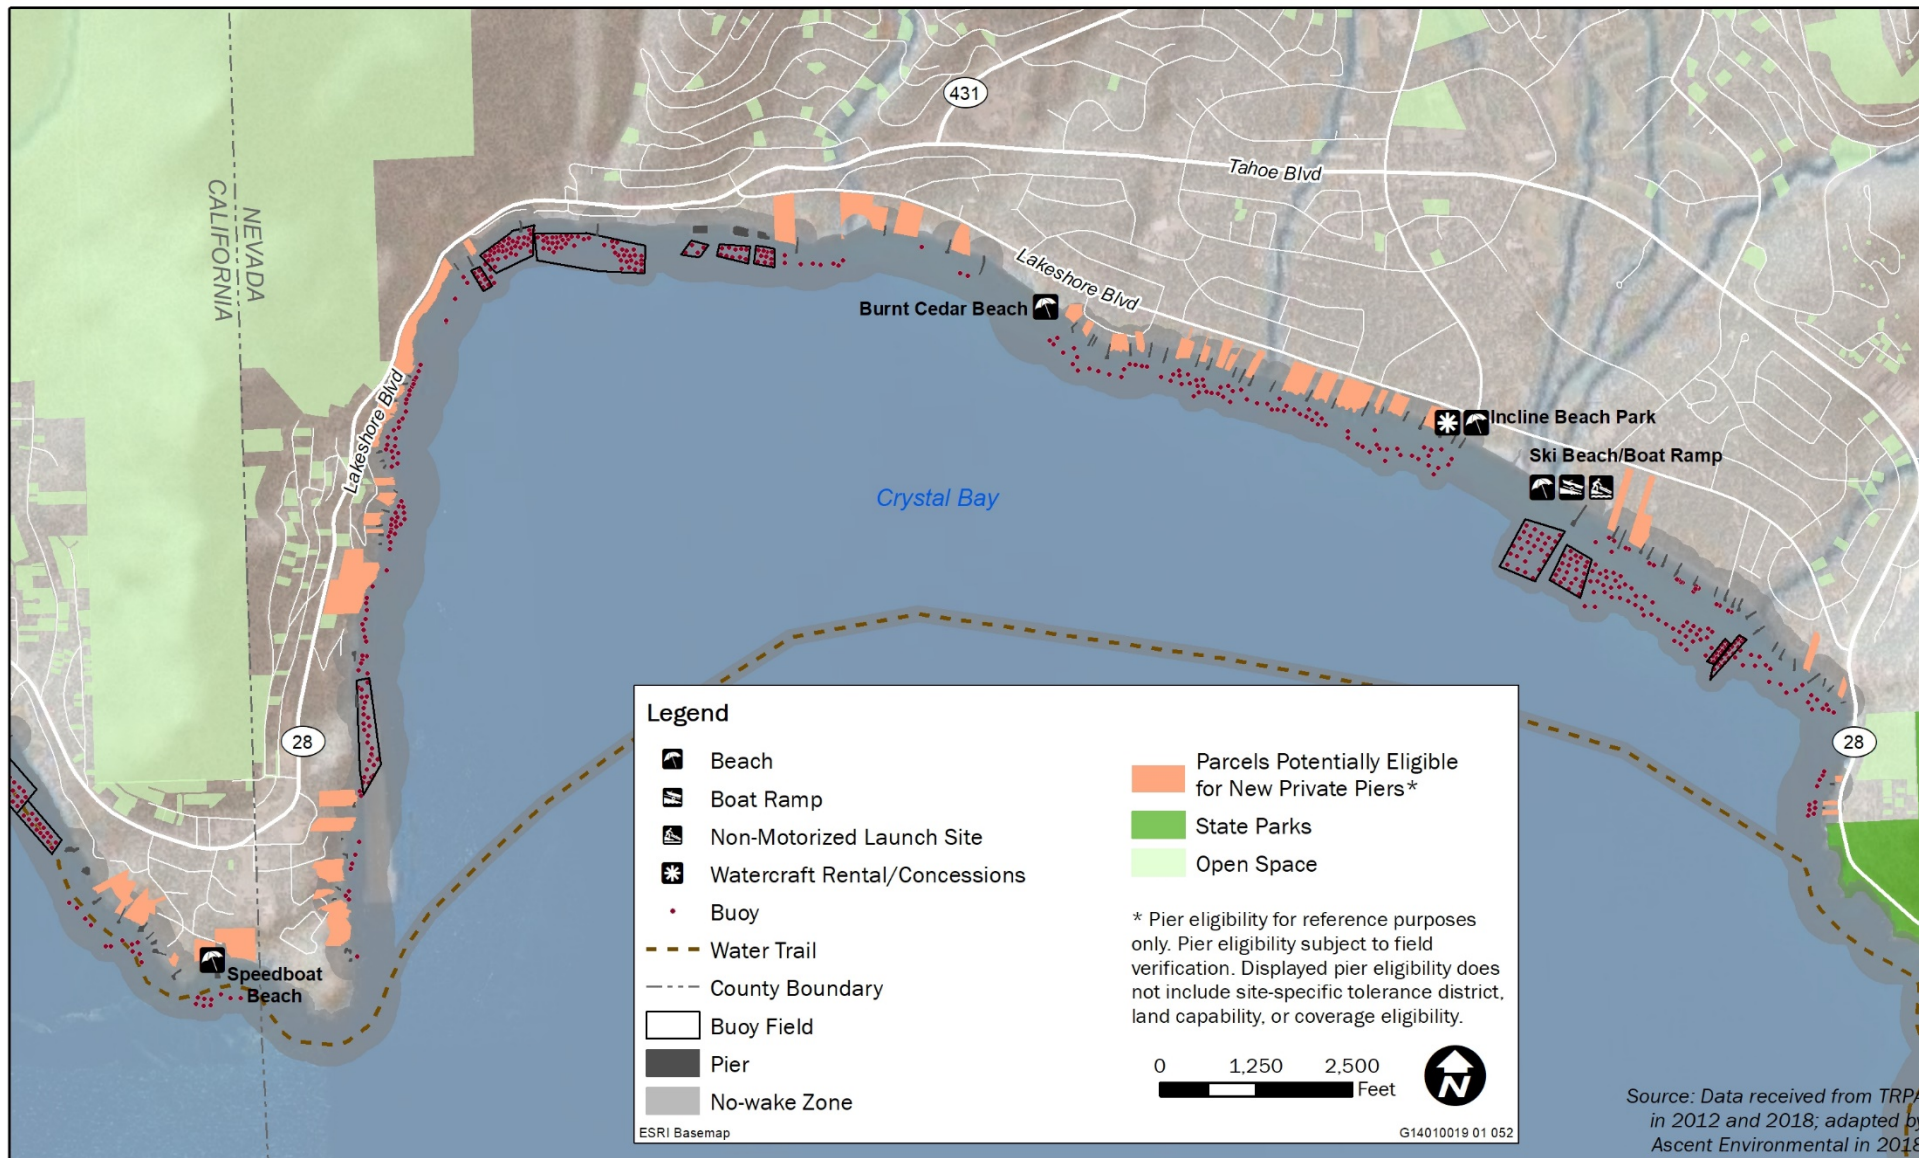 431
Tahoe Blvd
NEVADA
CALIFORNIA
Lakeshore Blvd
Burnt Cedar Beach
Lakeshore Blvd
Incline Beach Park
Ski Beach/Boat Ramp
Crystal Bay
28
28
Speedboat
Beach
Legend
Beach
Boat Ramp
Non-Motorized Launch Site
Watercraft Rental/Concessions
Buoy
Water Trail
County Boundary
Buoy Field
Pier
No-wake Zone
ESRI Basemap
Parcels Potentially Eligible
for New Private Piers*
State Parks
Open Space
* Pier eligibility for reference purposes
only. Pier eligibility subject to field
verification. Displayed pier eligibility does
not include site-specific tolerance district,
land capability, or coverage eligibility.
0 1,250 2,500
Feet
N
G14010019 01 052
Source: Data received from TRPA
in 2012 and 2018; adapted by
Ascent Environmental in 2018